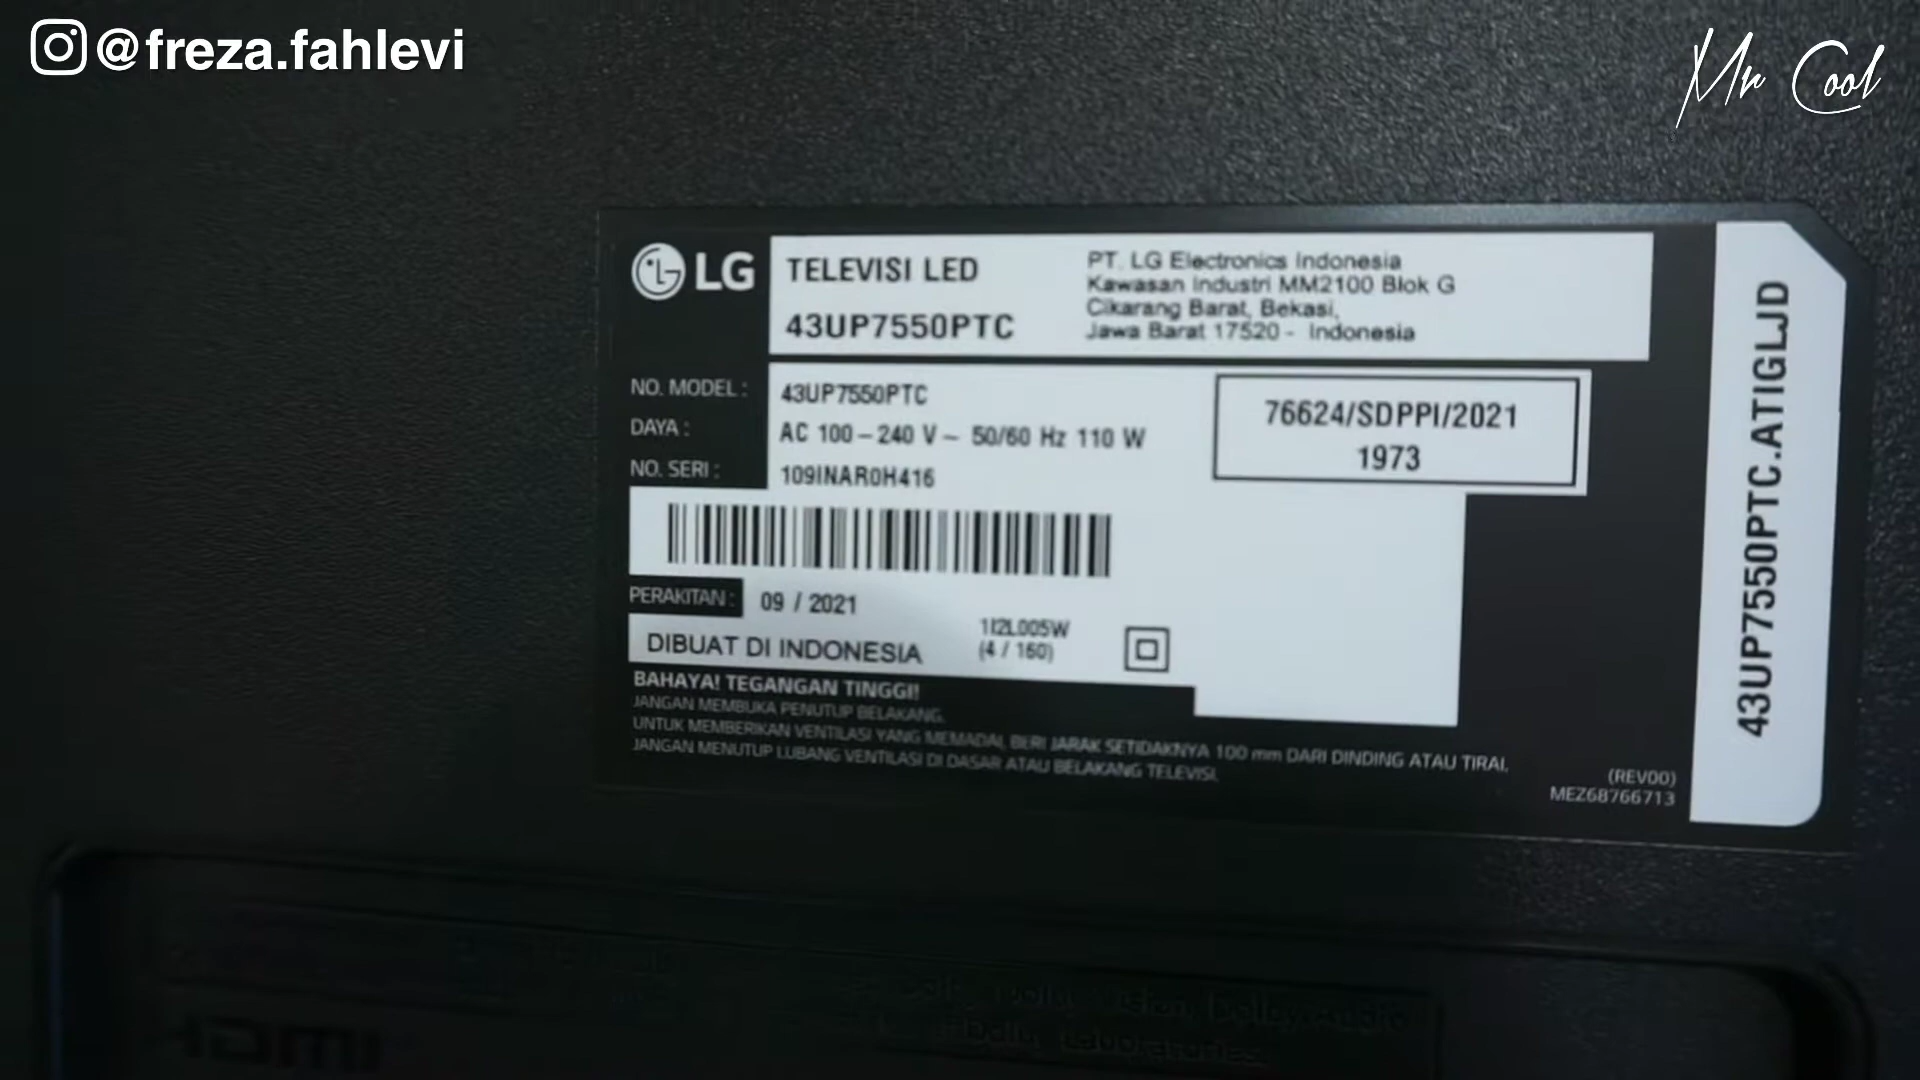 @freza.fahlevi
Mr Cool
LG
TELEVISI LED
43UP7550PTC
PT. LG Electronics Indonesia
Kawasan Industri MM2100 Blok G
Cikarang Barat, Bekasi,
Jawa Barat 17520 - Indonesia
NO. MODEL : 43UP7550PTC
DAYA : AC 100 – 240 V ~ 50/60 Hz 110 W
NO. SERI : 109INAR0H416
76624/SDPPI/2021
1973
PERAKITAN : 09 / 2021
DIBUAT DI INDONESIA
1I2L005W
(4 / 160)
BAHAYA! TEGANGAN TINGGI!
JANGAN MEMBUKA PENUTUP BELAKANG.
UNTUK MEMBERIKAN VENTILASI YANG MEMADAI, BERI JARAK SETIDAKNYA 100 mm DARI DINDING ATAU TIRAI.
JANGAN MENUTUP LUBANG VENTILASI DI DASAR ATAU BELAKANG TELEVISI.
(REV00)
MEZ68766713
43UP7550PTC.ATIGLJD
HDMI
Dolby Audio
Laboratories.